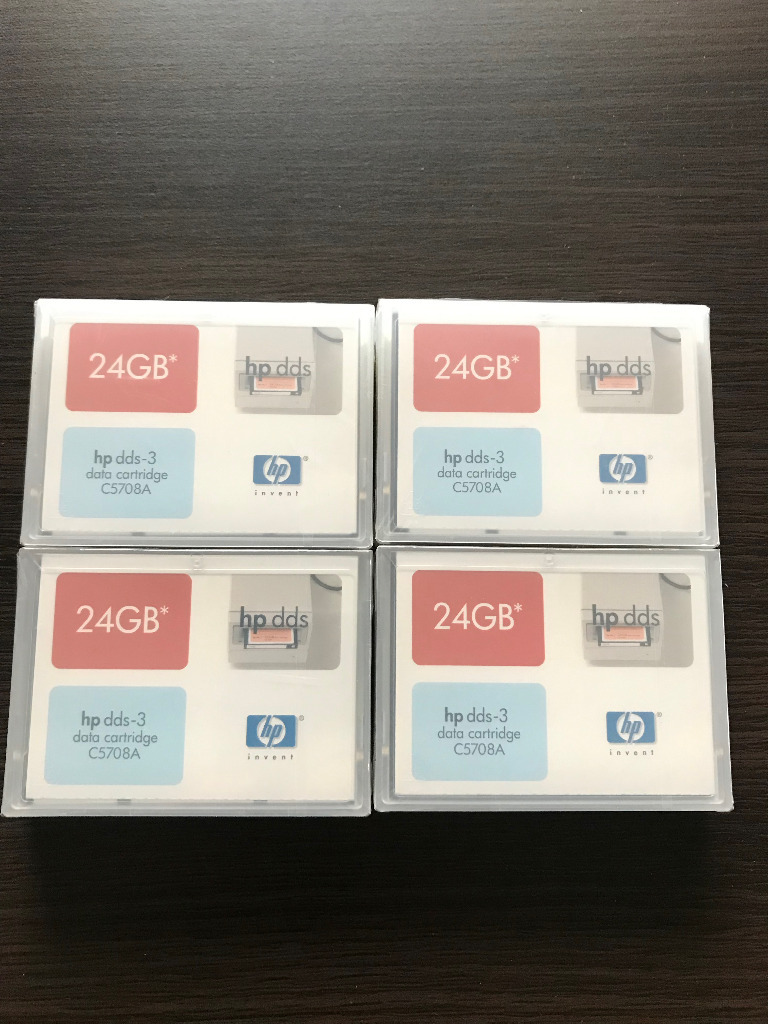 24GB*
hp dds
hp dds-3
data cartridge
C5708A
hp®
invent
24GB*
hp dds
hp dds-3
data cartridge
C5708A
hp®
invent
24GB*
hp dds
hp dds-3
data cartridge
C5708A
hp®
invent
24GB*
hp dds
hp dds-3
data cartridge
C5708A
hp®
invent